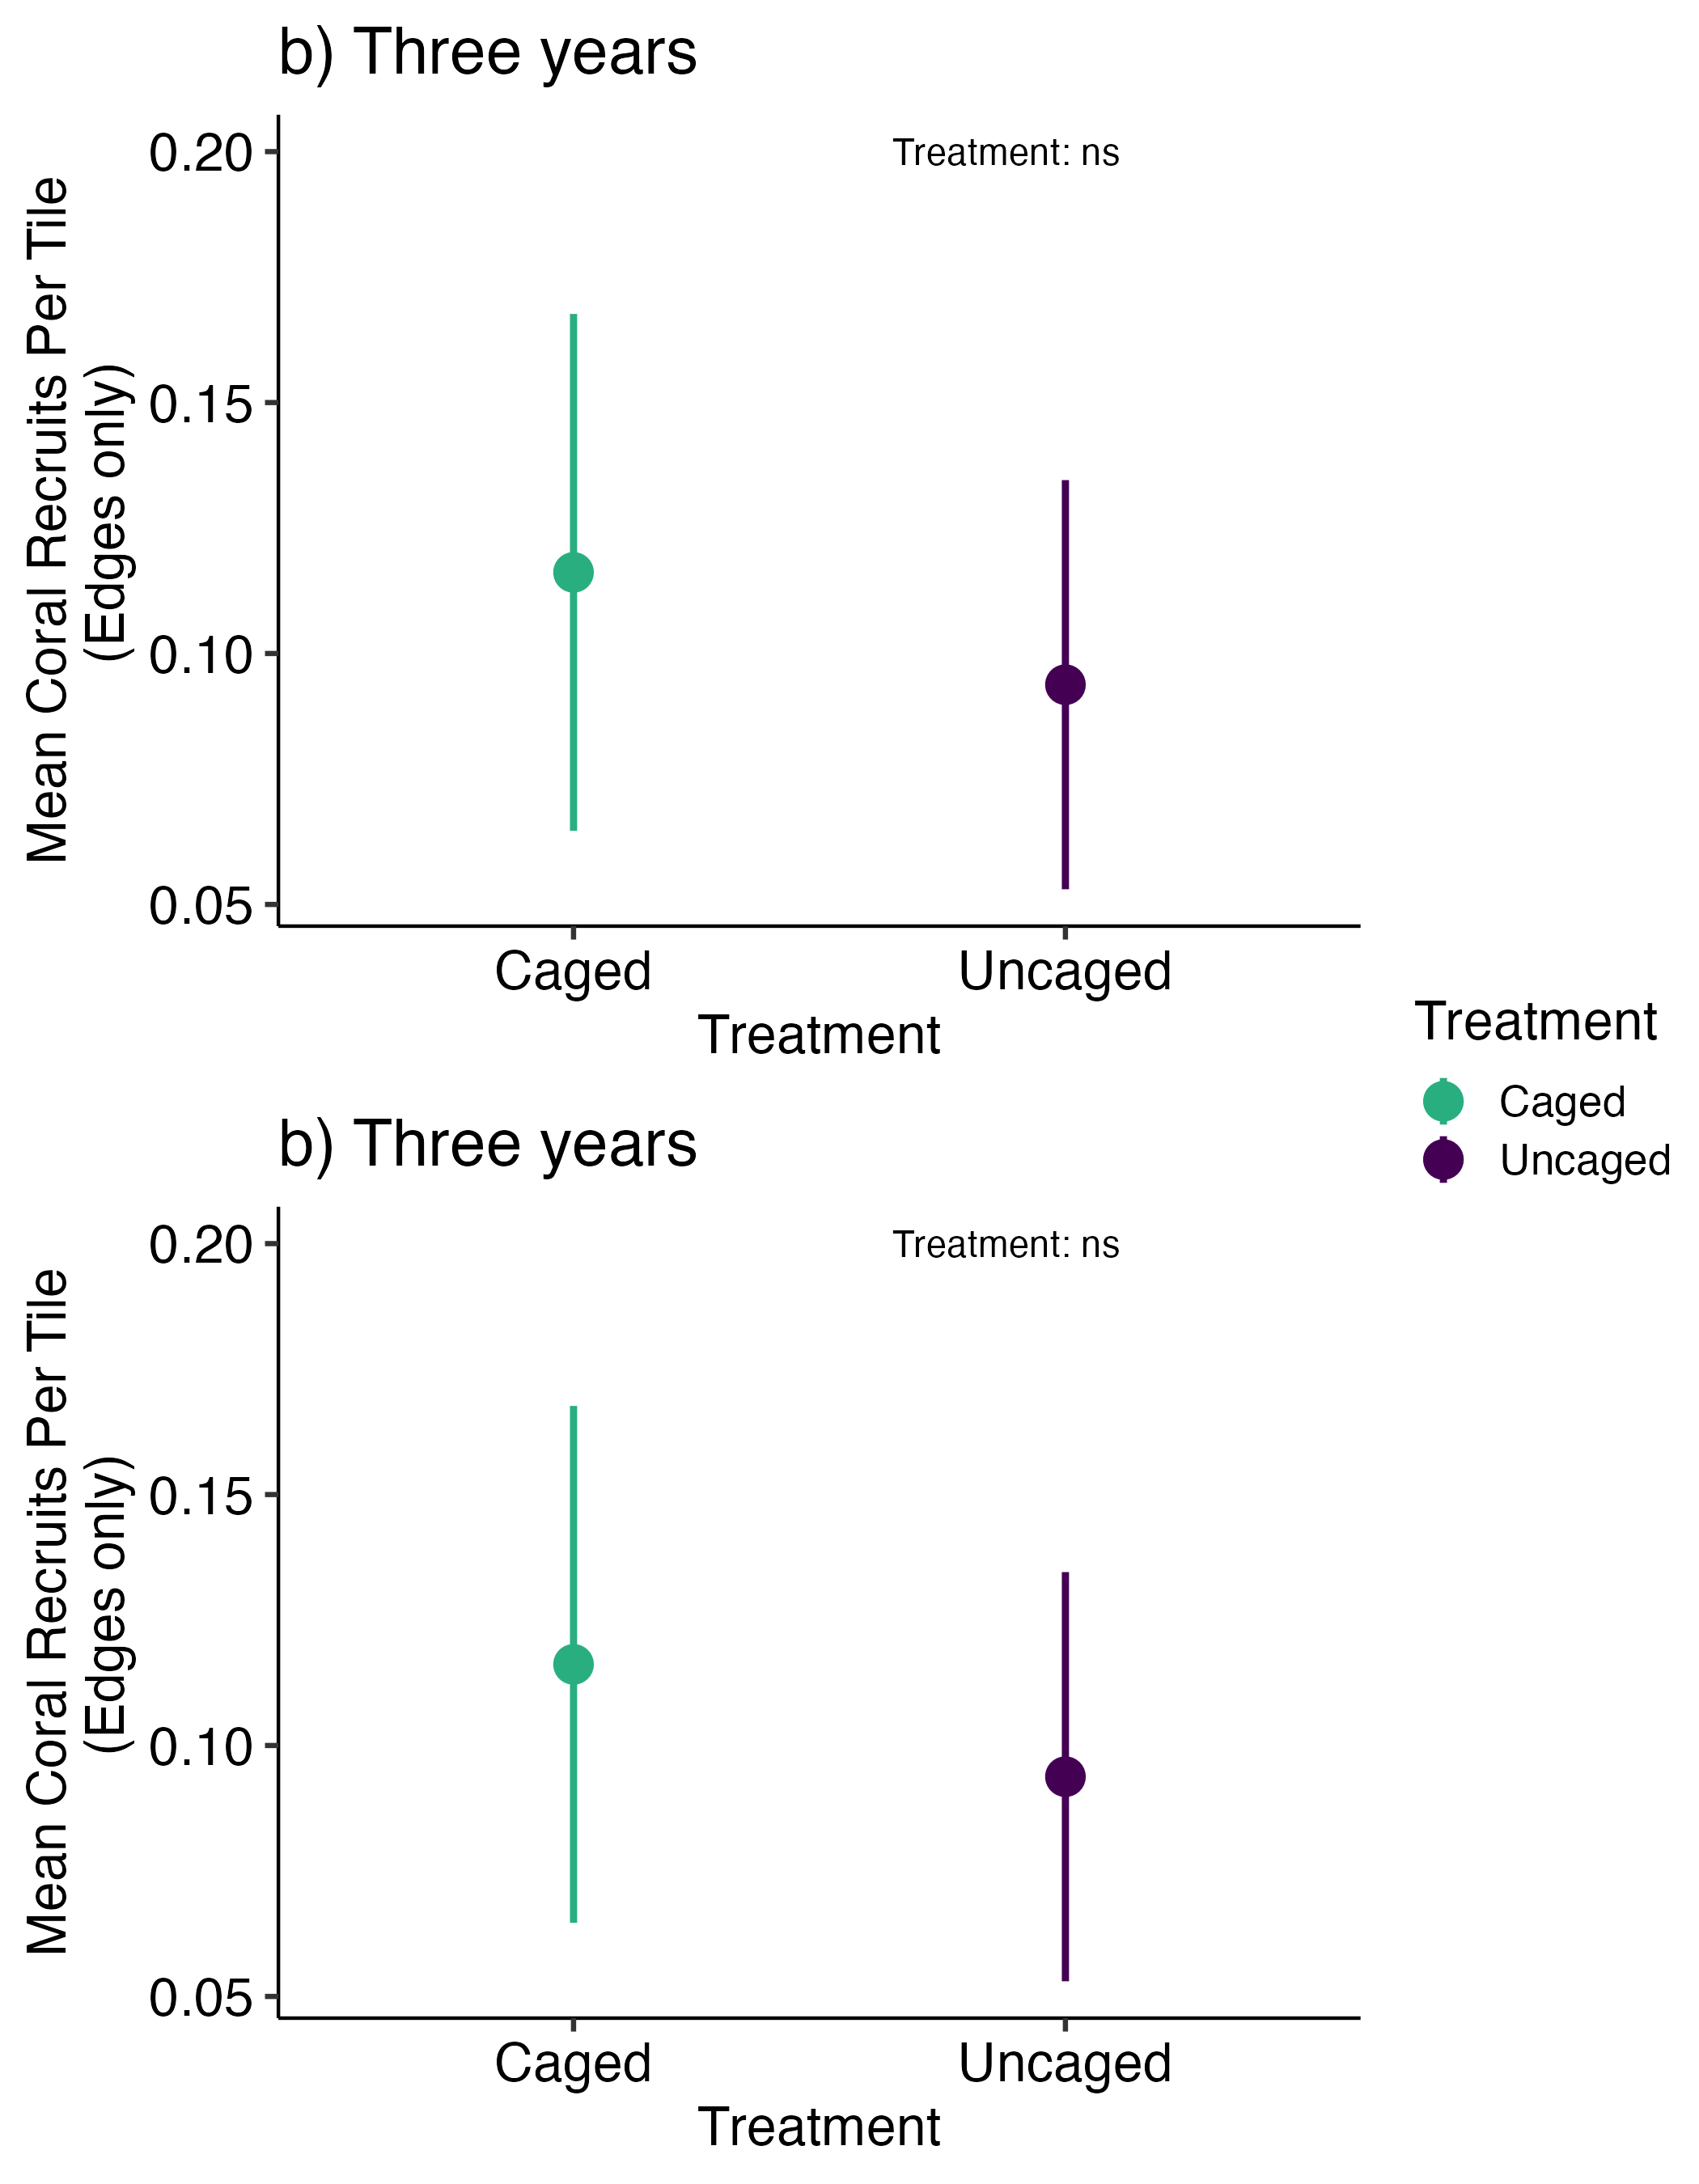 b) Three years
Treatment: ns
Mean Coral Recruits Per Tile
(Edges only)
0.20
0.15
0.10
0.05
Caged
Uncaged
Treatment
Treatment
Caged
Uncaged
b) Three years
Treatment: ns
Mean Coral Recruits Per Tile
(Edges only)
0.20
0.15
0.10
0.05
Caged
Uncaged
Treatment